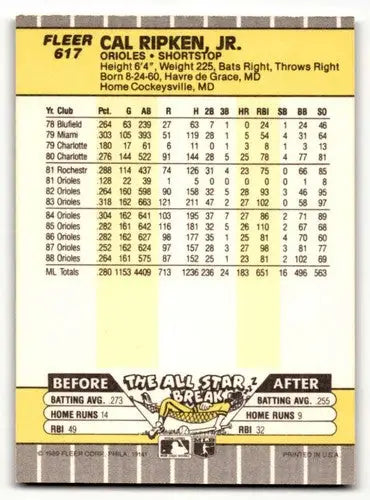 FLEER
617
CAL RIPKEN, JR.
ORIOLES • SHORTSTOP
Height 6'4", Weight 225, Bats Right, Throws Right
Born 8-24-60, Havre de Grace, MD
Home Cockeysville, MD
Yr. Club Pct. G AB R H 2B 3B HR RBI SB BB SO
78 Bluefield .264 63 239 27 63 7 1 0 24 1 24 46
79 Miami .303 105 393 51 119 28 1 5 54 4 31 64
79 Charlotte .180 17 61 6 11 0 1 3 8 1 3 13
80 Charlotte .276 144 522 91 144 28 5 25 78 4 77 81
81 Rochestr .288 114 437 74 126 31 4 23 75 0 66 85
81 Orioles .128 22 39 1 5 0 0 0 0 0 1 8
82 Orioles .264 160 598 90 158 32 5 28 93 3 46 95
83 Orioles .318 162 663 121 211 47 2 27 102 0 58 97
84 Orioles .304 162 641 103 195 37 7 27 86 2 71 89
85 Orioles .282 161 642 116 181 32 5 26 110 2 67 68
86 Orioles .282 162 627 98 177 35 1 25 81 4 70 60
87 Orioles .252 162 624 97 157 28 3 27 98 3 81 77
88 Orioles .264 161 575 87 152 25 1 23 81 2 102 69
ML Totals .280 1153 4409 713 1236 236 24 183 651 16 496 563
BEFORE THE ALL STAR BREAK AFTER
BATTING AVG. .273 BATTING AVG. .255
HOME RUNS 14 HOME RUNS 9
RBI 49 RBI 32
© 1989 FLEER CORP., PHILA. 19141 PRINTED IN U.S.A.